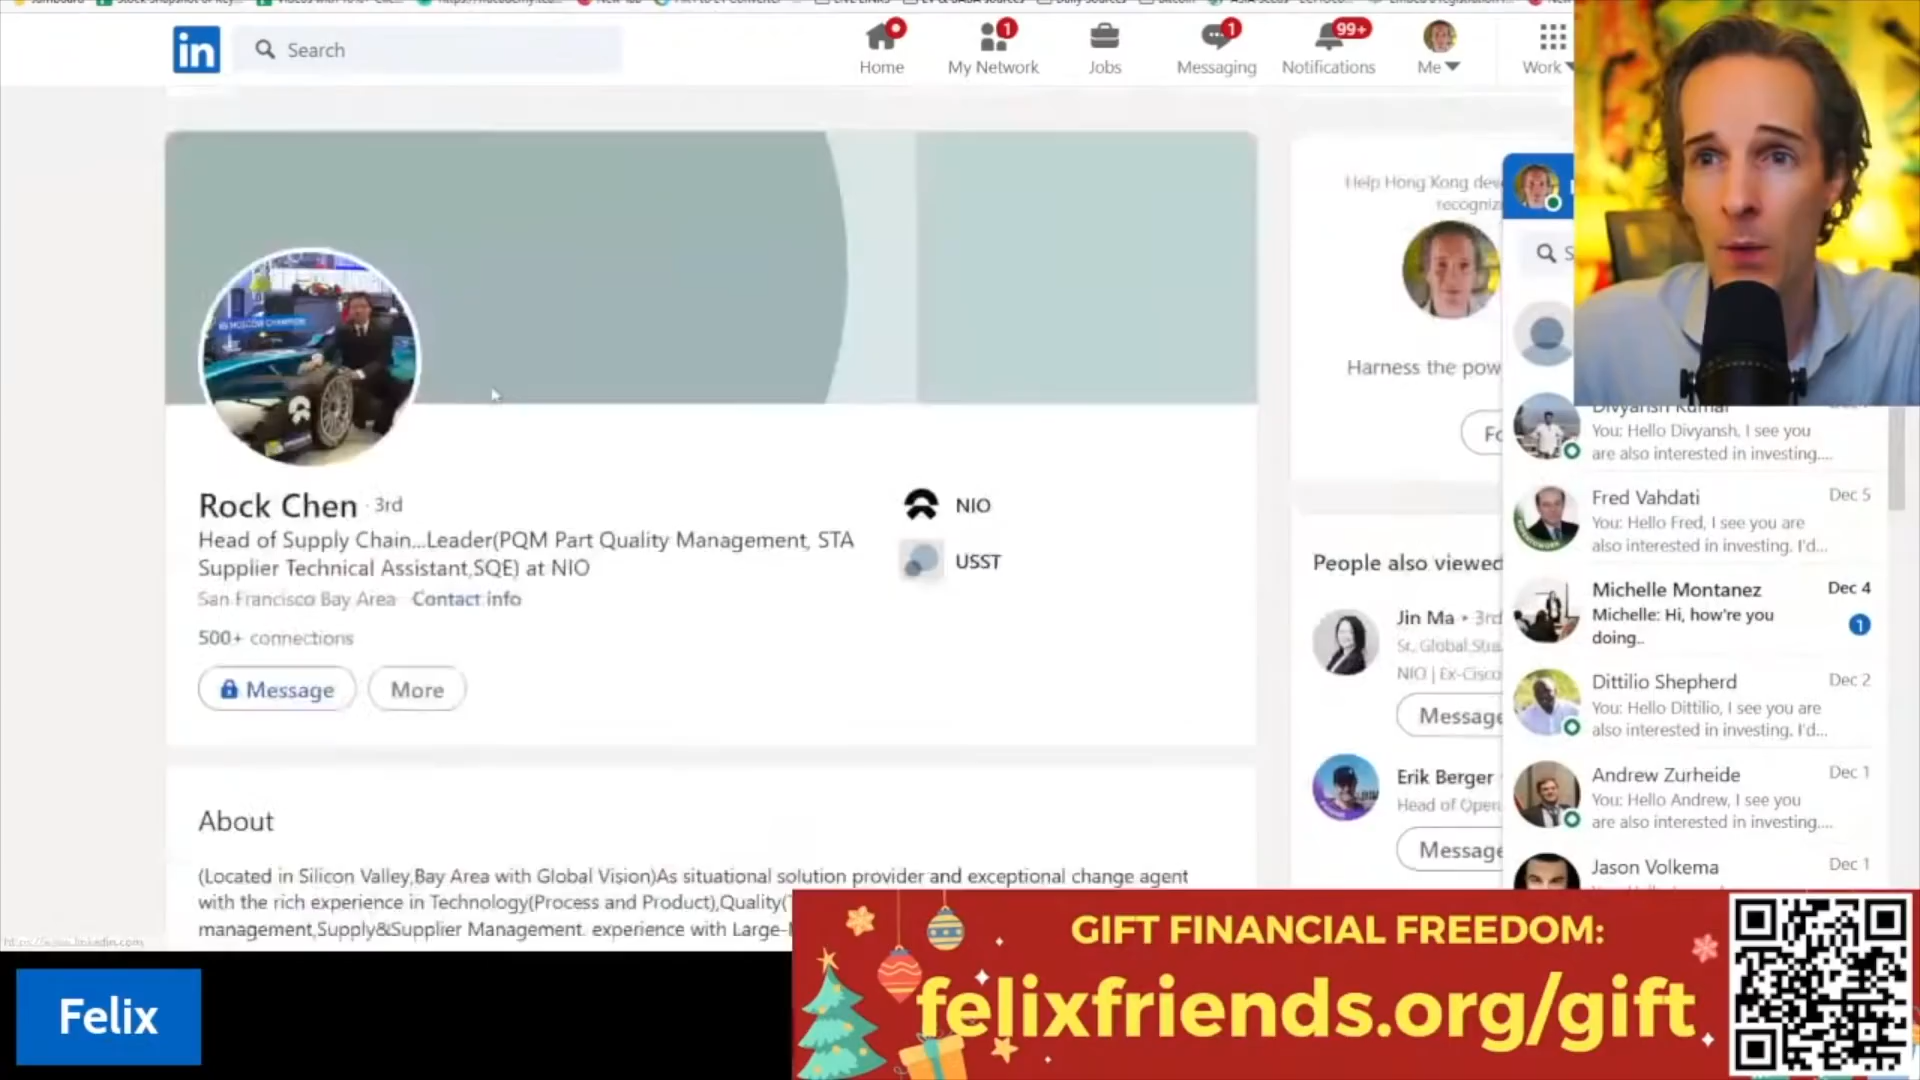 in
Search
Home
1
My Network
Jobs
1
Messaging
99+
Notifications
Me
Work
Help Hong Kong
Harness the pow
Rock Chen · 3rd
Head of Supply Chain...Leader(PQM Part Quality Management, STA
Supplier Technical Assistant,SQE) at NIO
San Francisco Bay Area Contact info
500+ connections
Message
More
NIO
USST
About
(Located in Silicon Valley,Bay Area with Global Vision)As situational solution provider and exceptional change agent
with the rich experience in Technology(Process and Product),Quality(
management,Supply&Supplier Management. experience with Large-
People also viewed
Jin Ma • 3rd
NIO | Ex-Cisco
Message
Erik Berger
Head of Oper
Message
Divyansh Kumar
You: Hello Divyansh, I see you
are also interested in investing....
Fred Vahdati
Dec 5
You: Hello Fred, I see you are
also interested in investing. I'd...
Michelle Montanez
Dec 4
Michelle: Hi, how're you
doing..
1
Dittilio Shepherd
Dec 2
You: Hello Dittilio, I see you are
also interested in investing. I'd...
Andrew Zurheide
Dec 1
You: Hello Andrew, I see you
are also interested in investing....
Jason Volkema
Dec 1
Felix
GIFT FINANCIAL FREEDOM:
felixfriends.org/gift